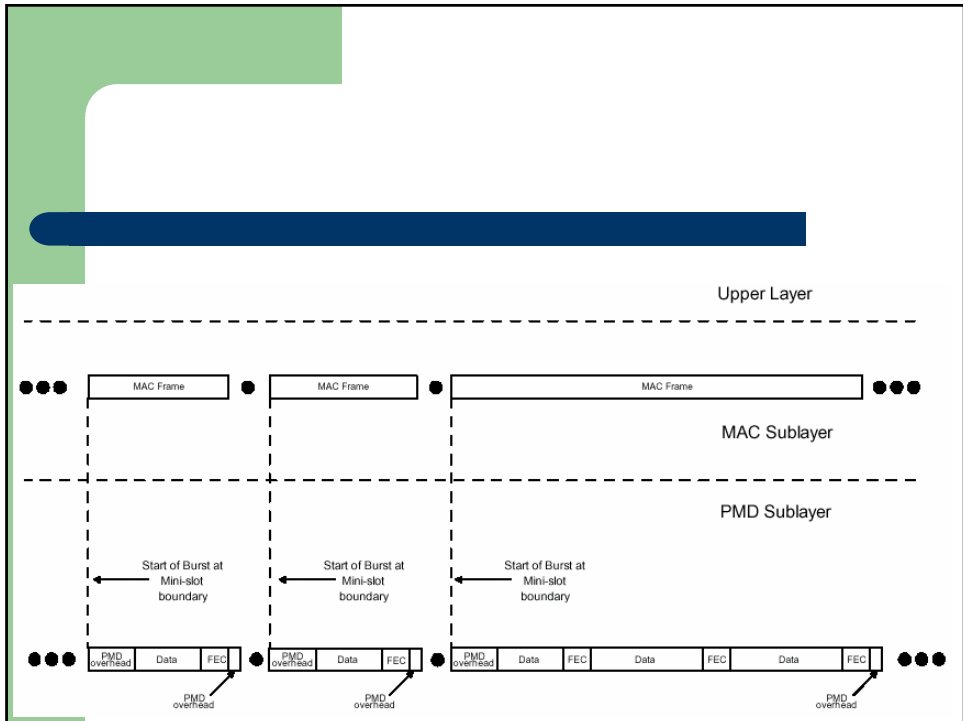 Upper Layer
MAC Frame
MAC Frame
MAC Frame
MAC Sublayer
PMD Sublayer
Start of Burst at
Mini-slot
boundary
Start of Burst at
Mini-slot
boundary
Start of Burst at
Mini-slot
boundary
PMD
overhead
Data
FEC
PMD
overhead
Data
FEC
PMD
overhead
Data
FEC
Data
FEC
Data
FEC
PMD
overhead
PMD
overhead
PMD
overhead